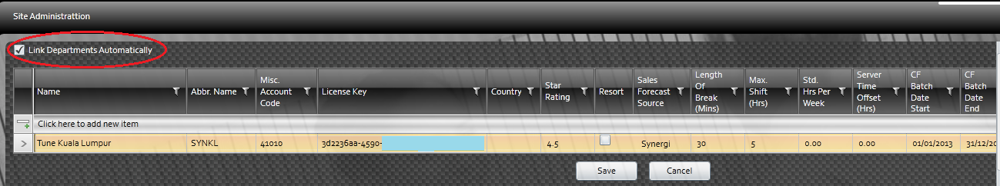 Site Administration
Link Departments Automatically
Name Abbr. Name Misc. Account Code License Key Country Star Rating Resort Sales Forecast Source Length Of Break (Mins) Max. Shift (Hrs) Std. Hrs Per Week Server Time Offset (Hrs) CF Batch Date Start CF Batch Date End
Click here to add new item
Tune Kuala Lumpur SYNKL 41010 3d2236aa-4590- 4.5 Synergi 30 5 0.00 0.00 01/01/2013 31/12/20
Save Cancel